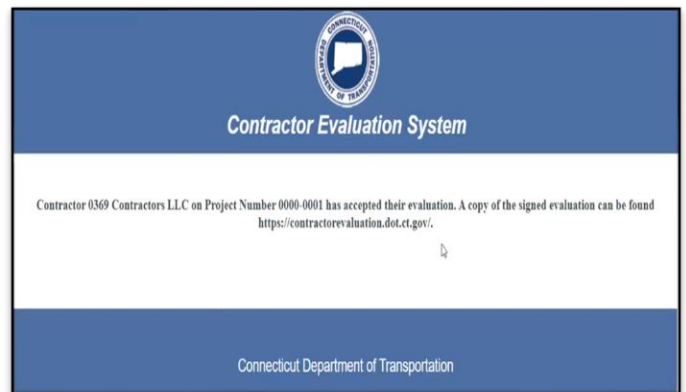 CONNECTICUT
DEPARTMENT OF TRANSPORTATION
Contractor Evaluation System
Contractor 0369 Contractors LLC on Project Number 0000-0001 has accepted their evaluation. A copy of the signed evaluation can be found
https://contractorevaluation.dot.ct.gov/.
Connecticut Department of Transportation